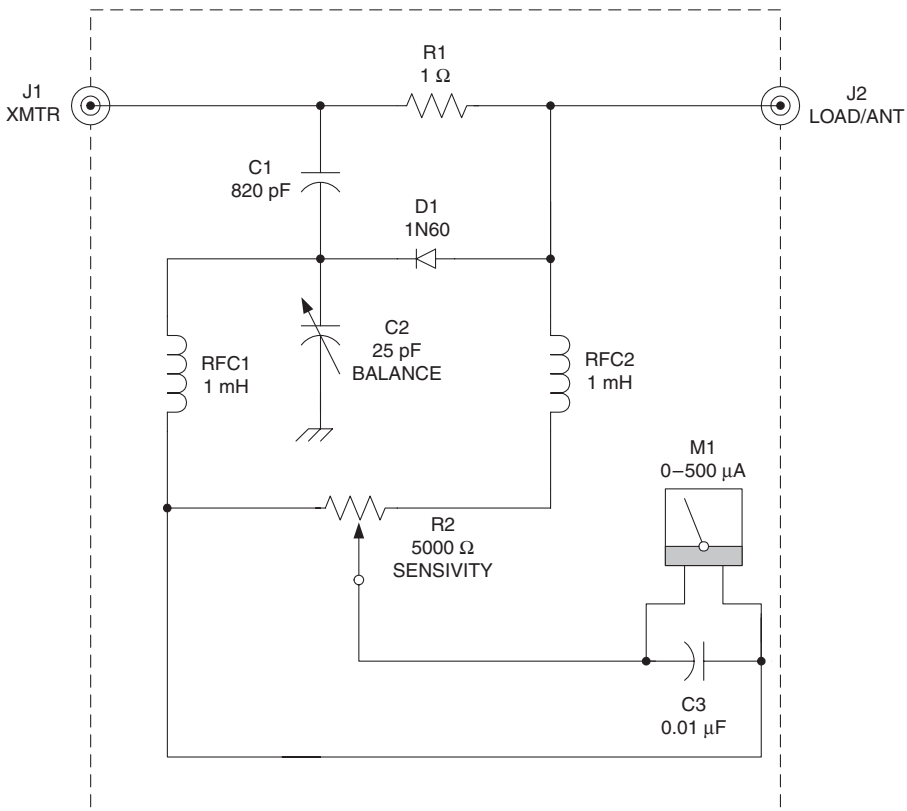 R1
1 Ω
J1
XMTR
J2
LOAD/ANT
C1
820 pF
D1
1N60
RFC1
1 mH
C2
25 pF
BALANCE
RFC2
1 mH
M1
0–500 µA
R2
5000 Ω
SENSIVITY
C3
0.01 µF